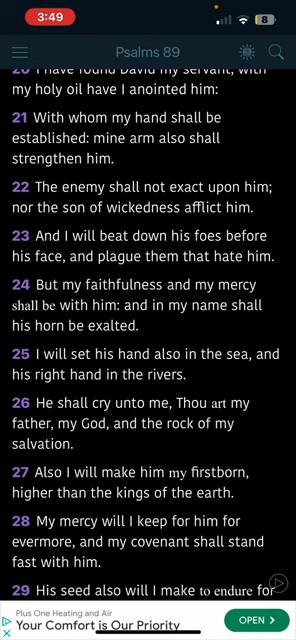 3:49
8
Psalms 89
20 I have found David my servant; with
my holy oil have I anointed him:
21 With whom my hand shall be
established: mine arm also shall
strengthen him.
22 The enemy shall not exact upon him;
nor the son of wickedness afflict him.
23 And I will beat down his foes before
his face, and plague them that hate him.
24 But my faithfulness and my mercy
shall be with him: and in my name shall
his horn be exalted.
25 I will set his hand also in the sea, and
his right hand in the rivers.
26 He shall cry unto me, Thou art my
father, my God, and the rock of my
salvation.
27 Also I will make him my firstborn,
higher than the kings of the earth.
28 My mercy will I keep for him for
evermore, and my covenant shall stand
fast with him.
29 His seed also will I make to endure for
Plus One Heating and Air
Your Comfort is Our Priority
OPEN >